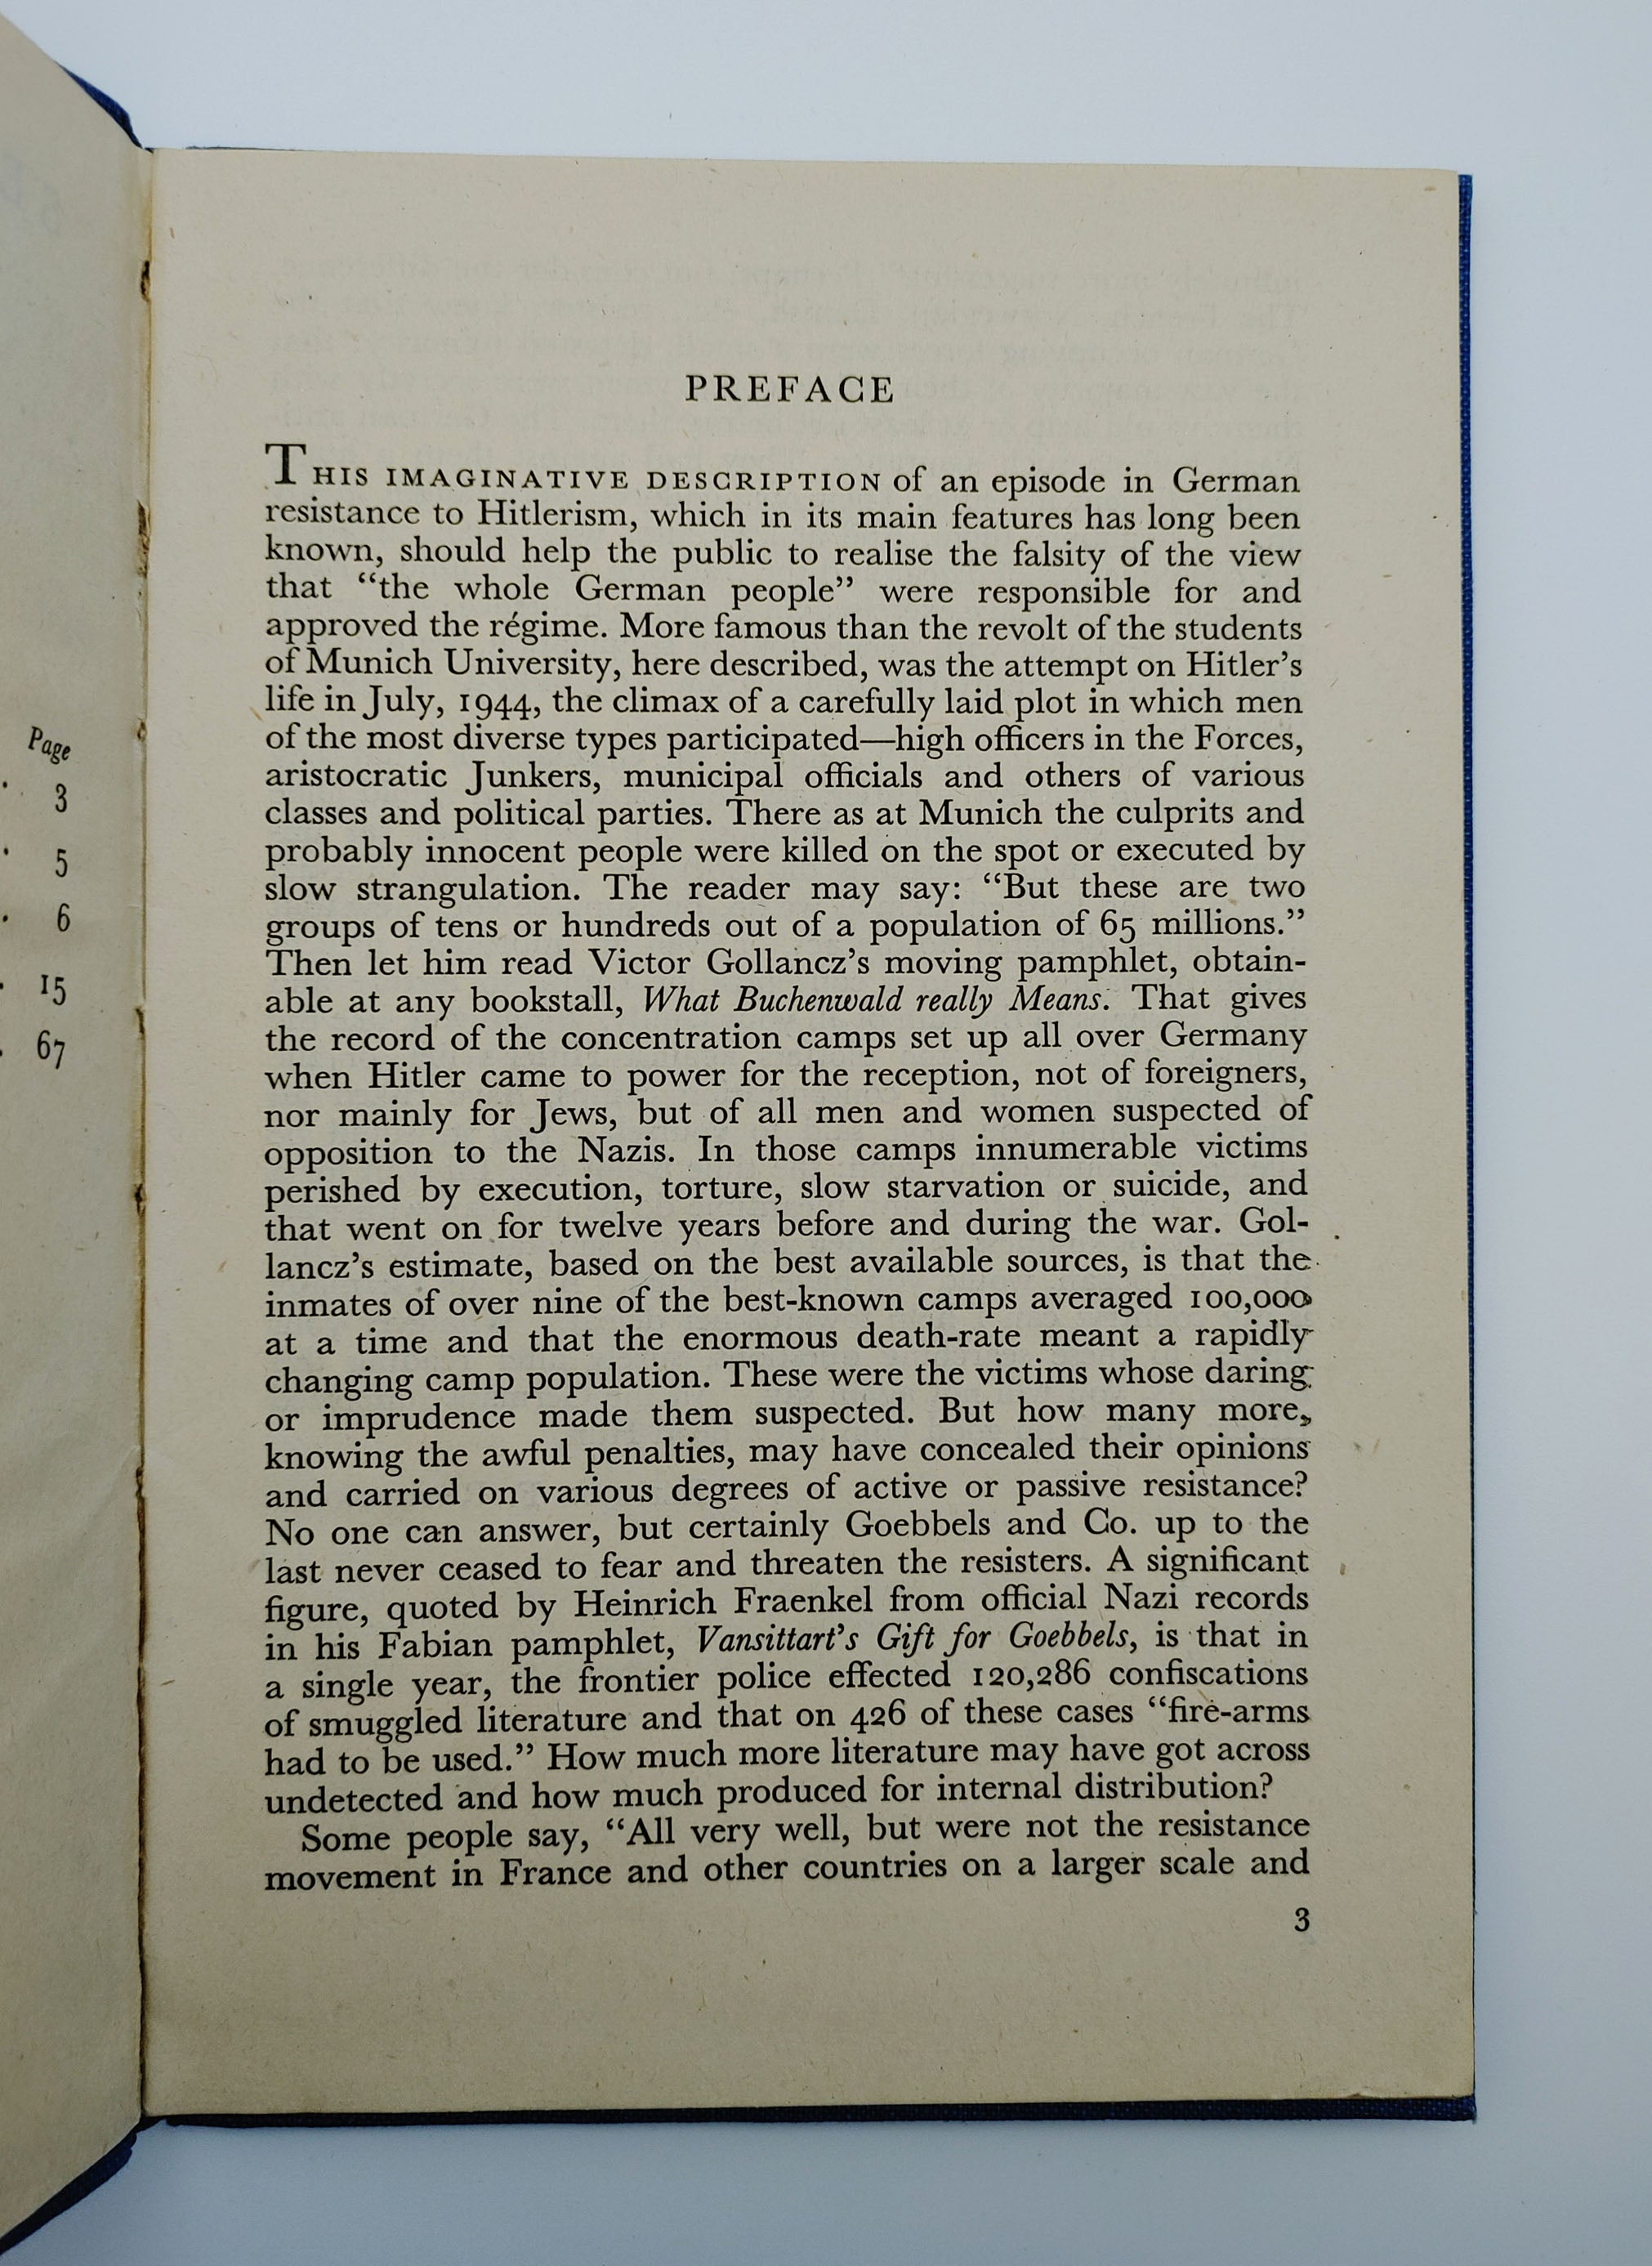 Page
3
5
6
15
67
PREFACE
THIS IMAGINATIVE DESCRIPTION of an episode in German
resistance to Hitlerism, which in its main features has long been
known, should help the public to realise the falsity of the view
that “the whole German people” were responsible for and
approved the régime. More famous than the revolt of the students
of Munich University, here described, was the attempt on Hitler’s
life in July, 1944, the climax of a carefully laid plot in which men
of the most diverse types participated—high officers in the Forces,
aristocratic Junkers, municipal officials and others of various
classes and political parties. There as at Munich the culprits and
probably innocent people were killed on the spot or executed by
slow strangulation. The reader may say: “But these are two
groups of tens or hundreds out of a population of 65 millions.”
Then let him read Victor Gollancz’s moving pamphlet, obtain-
able at any bookstall, What Buchenwald really Means. That gives
the record of the concentration camps set up all over Germany
when Hitler came to power for the reception, not of foreigners,
nor mainly for Jews, but of all men and women suspected of
opposition to the Nazis. In those camps innumerable victims
perished by execution, torture, slow starvation or suicide, and
that went on for twelve years before and during the war. Gol-
lancz’s estimate, based on the best available sources, is that the
inmates of over nine of the best-known camps averaged 100,000
at a time and that the enormous death-rate meant a rapidly
changing camp population. These were the victims whose daring
or imprudence made them suspected. But how many more,
knowing the awful penalties, may have concealed their opinions
and carried on various degrees of active or passive resistance?
No one can answer, but certainly Goebbels and Co. up to the
last never ceased to fear and threaten the resisters. A significant
figure, quoted by Heinrich Fraenkel from official Nazi records
in his Fabian pamphlet, Vansittart’s Gift for Goebbels, is that in
a single year, the frontier police effected 120,286 confiscations
of smuggled literature and that on 426 of these cases “fire-arms
had to be used.” How much more literature may have got across
undetected and how much produced for internal distribution?
Some people say, “All very well, but were not the resistance
movement in France and other countries on a larger scale and
3